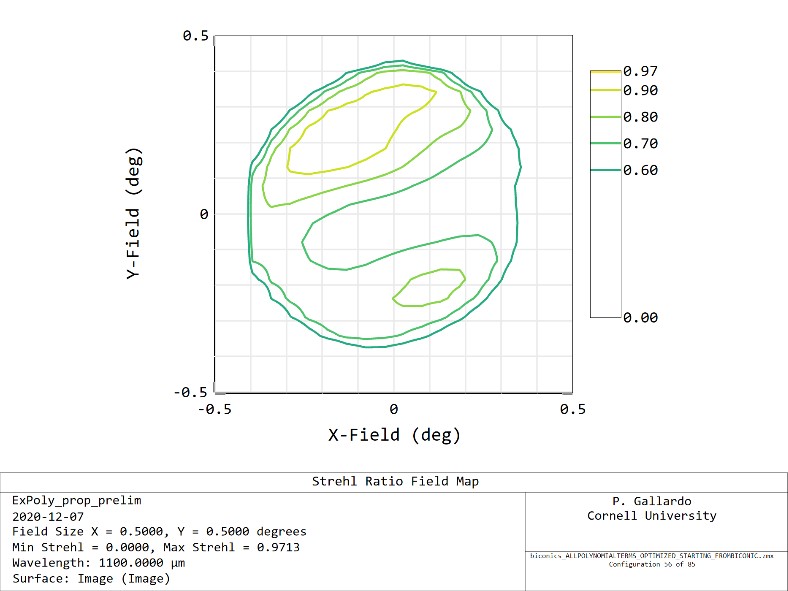 0.5
0
-0.5
Y-Field (deg)
-0.5 0 0.5
X-Field (deg)
0.97
0.90
0.80
0.70
0.60
0.00
Strehl Ratio Field Map
ExPoly_prop_prelim
2020-12-07
Field Size X = 0.5000, Y = 0.5000 degrees
Min Strehl = 0.0000, Max Strehl = 0.9713
Wavelength: 1100.0000 µm
Surface: Image (Image)
P. Gallardo
Cornell University
biconics_ALLPOLYNOMIALTERMS_OPTIMIZED_STARTING_FROMBICONIC.zmx
Configuration 56 of 85